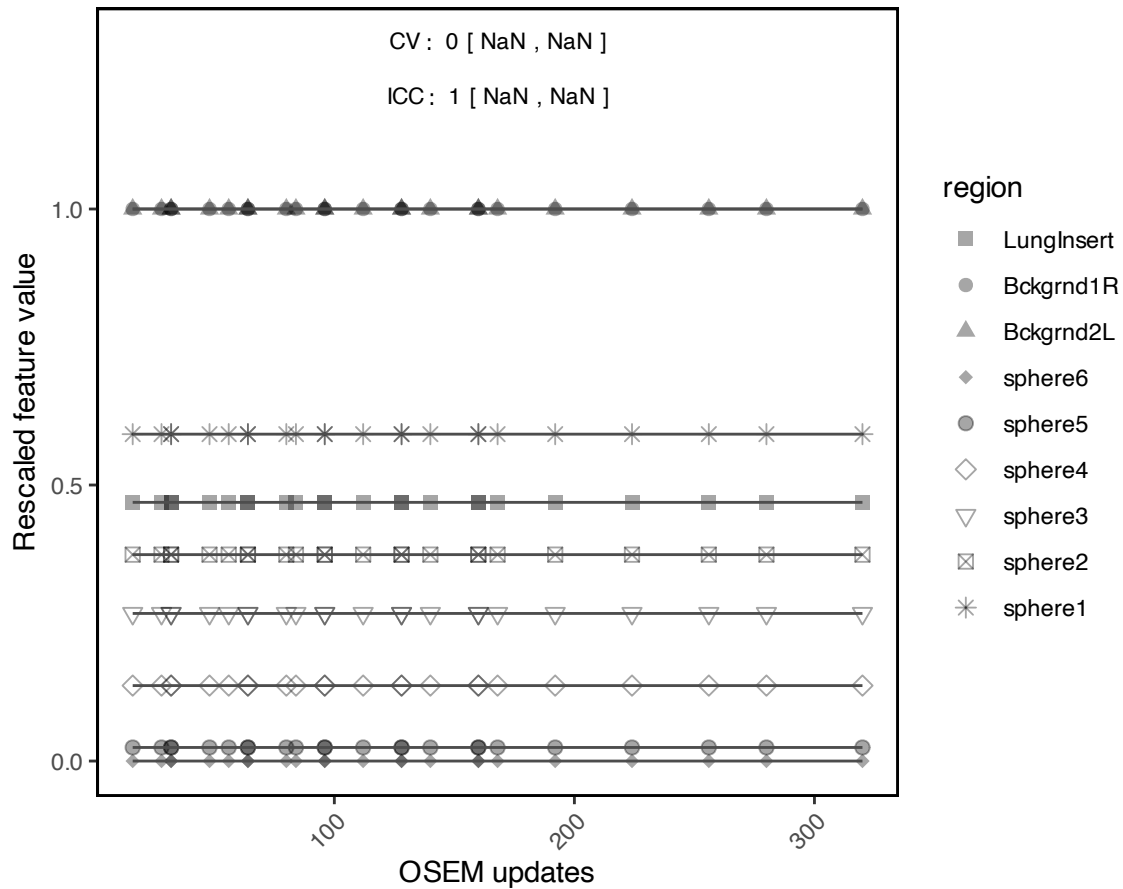 CV : 0 [ NaN , NaN ]
ICC : 1 [ NaN , NaN ]
Rescaled feature value
1.0
0.5
0.0
100
200
300
OSEM updates
region
LungInsert
Bckgrnd1R
Bckgrnd2L
sphere6
sphere5
sphere4
sphere3
sphere2
sphere1